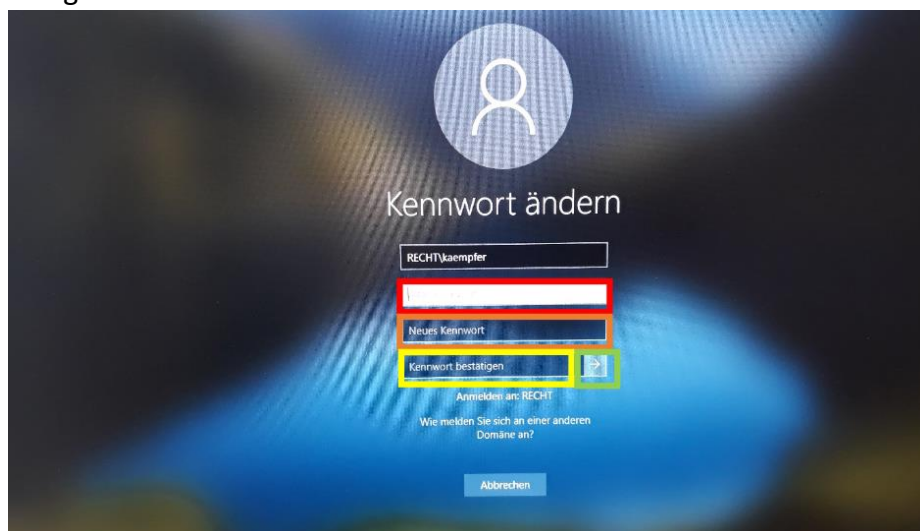 Kennwort ändern
RECHT\kaempfer
Neues Kennwort
Kennwort bestätigen
Anmelden an: RECHT
Wie melden Sie sich an einer anderen
Domäne an?
Abbrechen